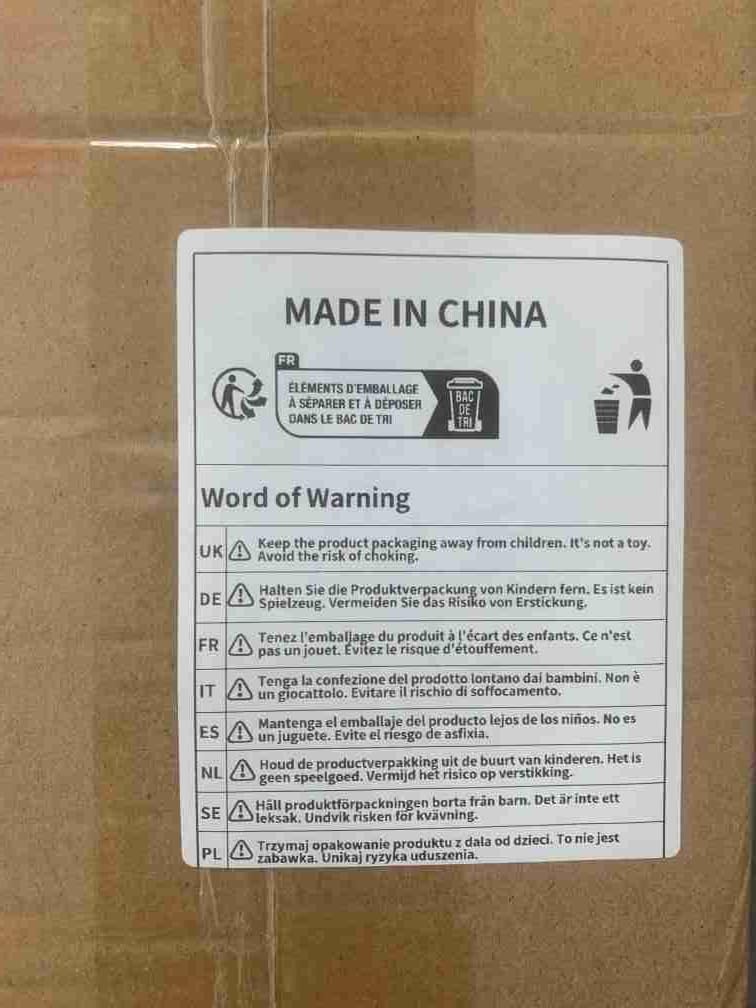 MADE IN CHINA
FR
ÉLÉMENTS D'EMBALLAGE
À SÉPARER ET À DÉPOSER
DANS LE BAC DE TRI
BAC
DE
TRI
Word of Warning
UK Keep the product packaging away from children. It's not a toy.
Avoid the risk of choking.
DE Halten Sie die Produktverpackung von Kindern fern. Es ist kein
Spielzeug. Vermeiden Sie das Risiko von Erstickung.
FR Tenez l'emballage du produit à l'écart des enfants. Ce n'est
pas un jouet. Évitez le risque d'étouffement.
IT Tenga la confezione del prodotto lontano dai bambini. Non è
un giocattolo. Evitare il rischio di soffocamento.
ES Mantenga el embalaje del producto lejos de los niños. No es
un juguete. Evite el riesgo de asfixia.
NL Houd de productverpakking uit de buurt van kinderen. Het is
geen speelgoed. Vermijd het risico op verstikking.
SE Håll produktförpackningen borta från barn. Det är inte ett
leksak. Undvik risken för kvävning.
PL Trzymaj opakowanie produktu z dala od dzieci. To nie jest
zabawka. Unikaj ryzyka uduszenia.